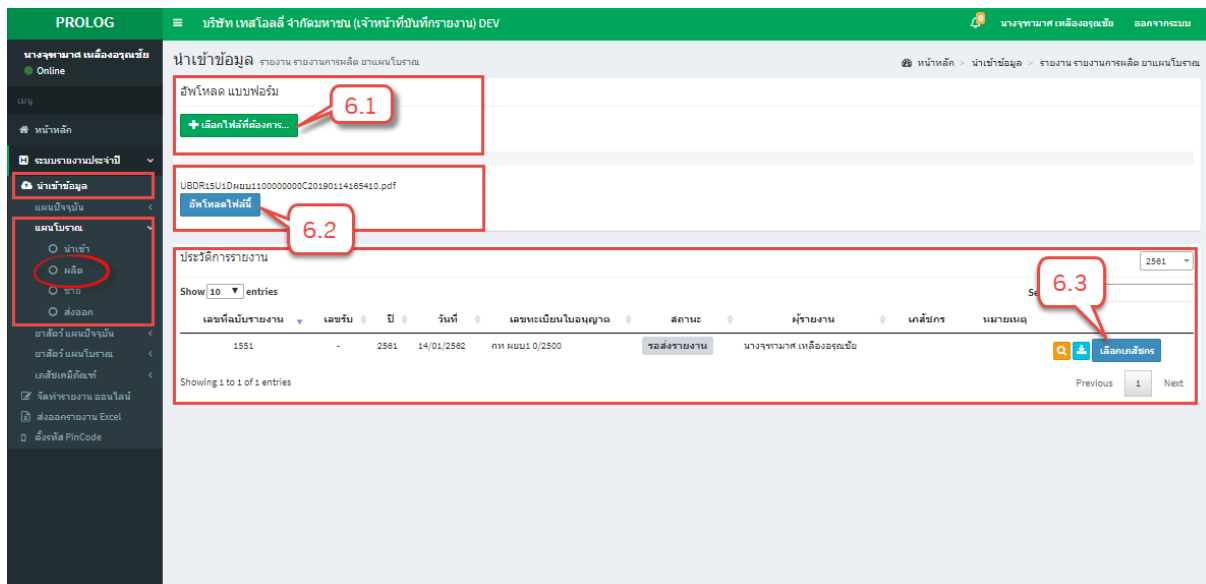 PROLOG
บริษัท เทสโอลลี่ จำกัดมหาชน (เจ้าหน้าที่บันทึกรายงาน) DEV
0
นางจุฑามาศ เหลืองอรุณชัย
ออกจากระบบ
นางจุฑามาศ เหลืองอรุณชัย
Online
เมนู
หน้าหลัก
ระบบรายงานประจำปี
นำเข้าข้อมูล
แผนปัจจุบัน
แผนโบราณ
นำเข้า
ผลิต
ขาย
ส่งออก
ยาสัตว์ แผนปัจจุบัน
ยาสัตว์ แผนโบราณ
เภสัชเคมีภัณฑ์
จัดทำรายงาน ออนไลน์
ส่งออกรายงาน Excel
ตั้งรหัส PinCode
นำเข้าข้อมูล รายงาน รายงานการผลิต ยาแผนโบราณ
หน้าหลัก > นำเข้าข้อมูล > รายงาน รายงานการผลิต ยาแผนโบราณ
อัพโหลด แบบฟอร์ม
6.1
เลือกไฟล์ที่ต้องการ...
UBDR15U1Dผยบ1100000000C20190114165410.pdf
อัพโหลดไฟล์นี้
6.2
ประวัติการรายงาน
2561
Show 10 entries
Se
6.3
เลขที่ฉบับรายงาน เลขรับ ปี วันที่ เลขทะเบียนใบอนุญาต สถานะ ผู้รายงาน เภสัชกร หมายเหตุ
1551 - 2561 14/01/2562 กท ผยบ1 0/2500 รอส่งรายงาน นางจุฑามาศ เหลืองอรุณชัย เลือกเภสัชกร
Showing 1 to 1 of 1 entries
Previous 1 Next